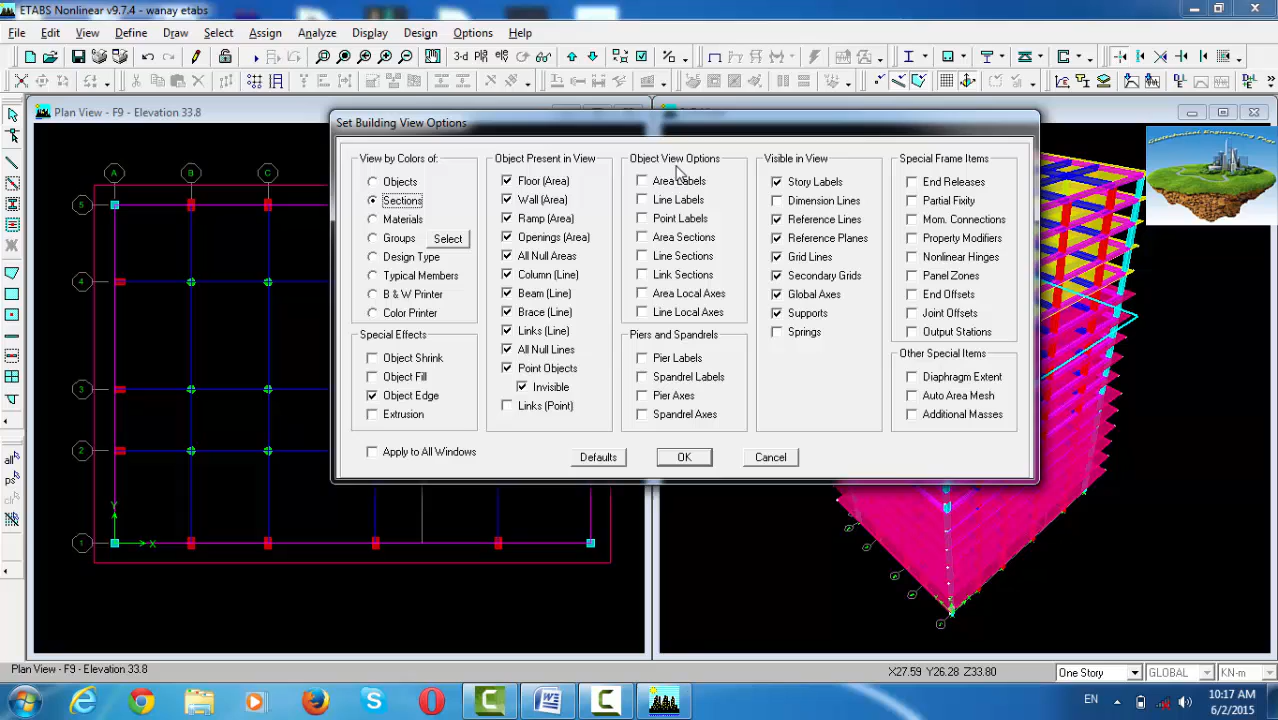 ETABS Nonlinear v9.7.4 - wanay etabs
File Edit View Define Draw Select Assign Analyze Display Design Options Help
Plan View - F9 - Elevation 33.8
Set Building View Options
View by Colors of:
Objects
Sections
Materials
Groups Select
Design Type
Typical Members
B & W Printer
Color Printer
Special Effects
Object Shrink
Object Fill
Object Edge
Extrusion
Apply to All Windows
Object Present in View
Floor (Area)
Wall (Area)
Ramp (Area)
Openings (Area)
All Null Areas
Column (Line)
Beam (Line)
Brace (Line)
Links (Line)
All Null Lines
Point Objects
Invisible
Links (Point)
Object View Options
Area Labels
Line Labels
Point Labels
Area Sections
Line Sections
Link Sections
Area Local Axes
Line Local Axes
Piers and Spandrels
Pier Labels
Spandrel Labels
Pier Axes
Spandrel Axes
Visible in View
Story Labels
Dimension Lines
Reference Lines
Reference Planes
Grid Lines
Secondary Grids
Global Axes
Supports
Springs
Special Frame Items
End Releases
Partial Fixity
Mom. Connections
Property Modifiers
Nonlinear Hinges
Panel Zones
End Offsets
Joint Offsets
Output Stations
Other Special Items
Diaphragm Extent
Auto Area Mesh
Additional Masses
Defaults OK Cancel
A B C
5
4
3
2
1
Y
X
all
ps
clr
Plan View - F9 - Elevation 33.8
X27.59 Y26.28 Z33.80
One Story GLOBAL KN-m
EN
10:17 AM
6/2/2015